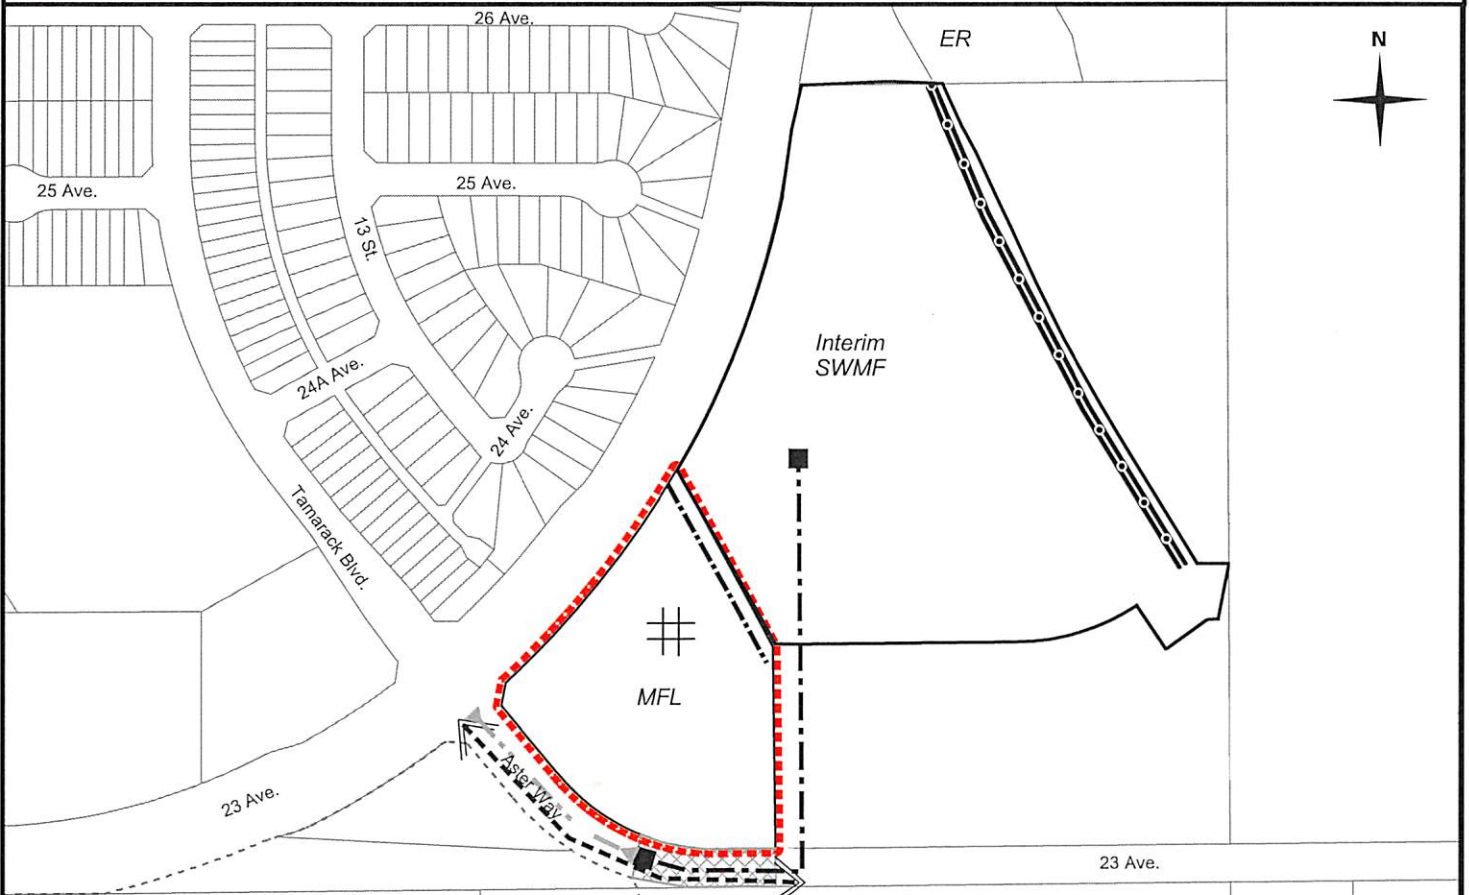 26 Ave.
ER
N
25 Ave.
25 Ave.
13 St.
Interim
SWMF
24A Ave.
24 Ave.
Tamarack Blvd.
MFL
Aster Way
23 Ave.
23 Ave.